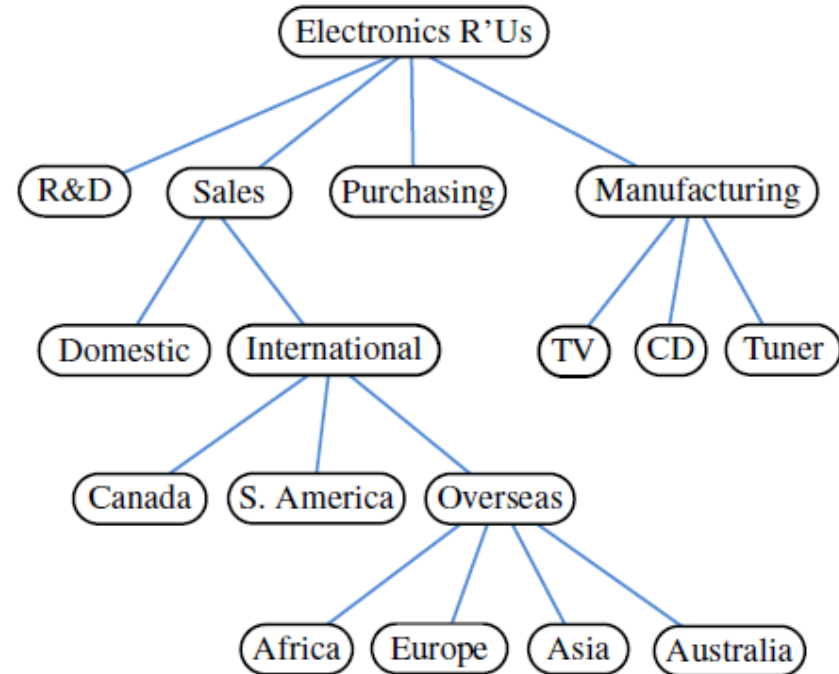 Electronics R’Us
R&D Sales Purchasing Manufacturing
Domestic International TV CD Tuner
Canada S. America Overseas
Africa Europe Asia Australia